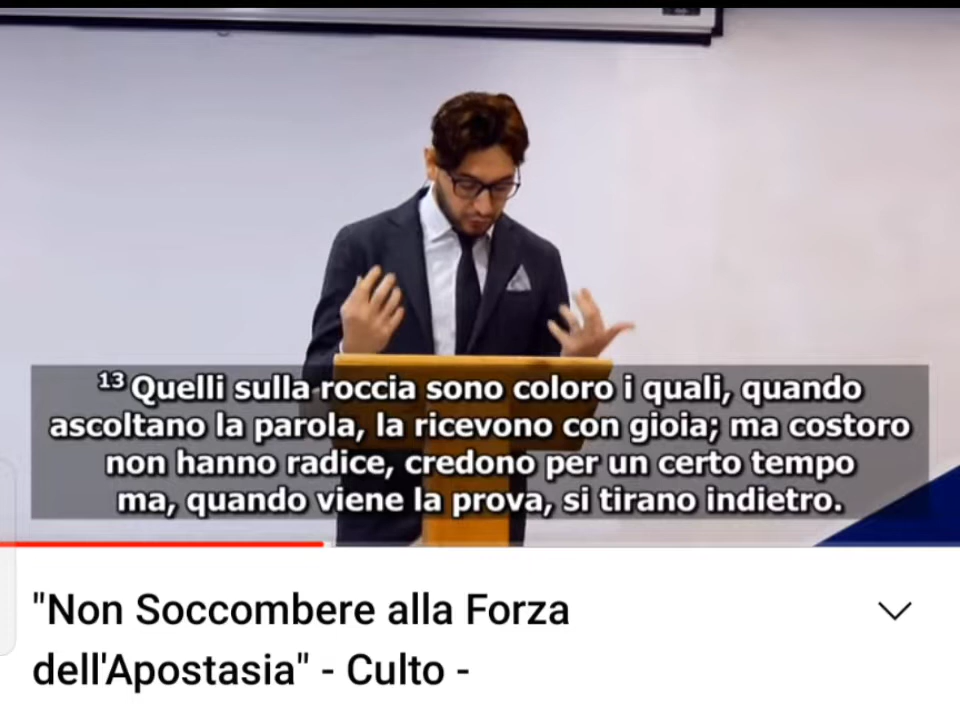 ¹³ Quelli sulla roccia sono coloro i quali, quando
ascoltano la parola, la ricevono con gioia; ma costoro
non hanno radice, credono per un certo tempo
ma, quando viene la prova, si tirano indietro.
"Non Soccombere alla Forza
dell'Apostasia" - Culto -